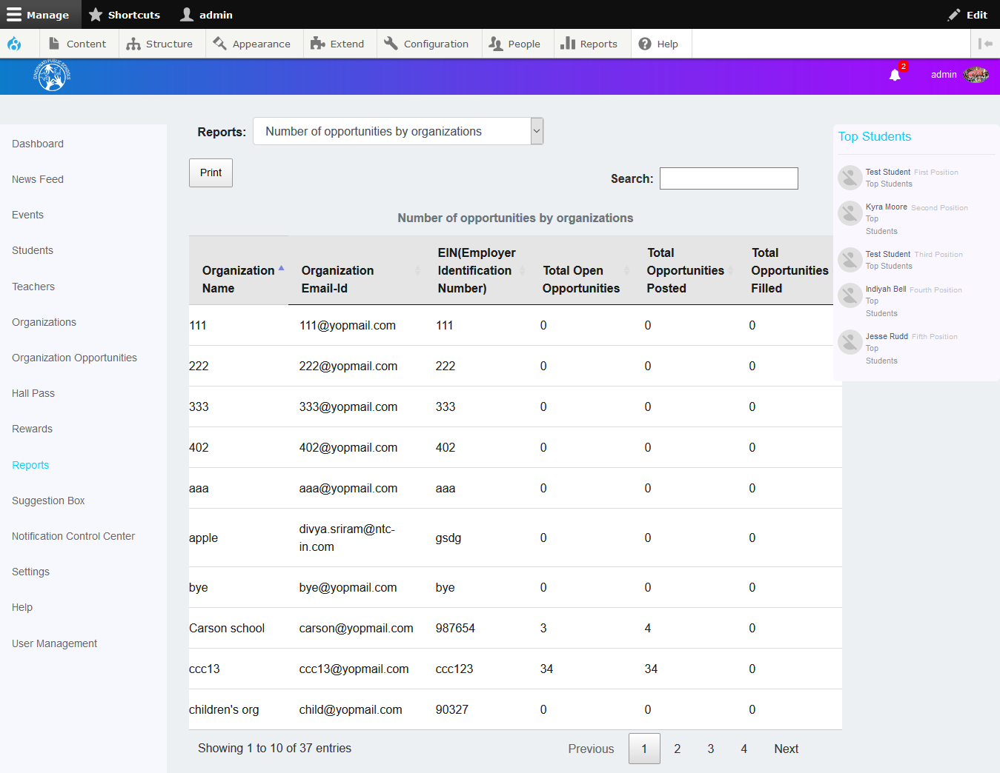 Manage Shortcuts admin Edit
Content Structure Appearance Extend Configuration People Reports Help
CINCINNATI PUBLIC SCHOOLS
2
admin
Dashboard
News Feed
Events
Students
Teachers
Organizations
Organization Opportunities
Hall Pass
Rewards
Reports
Suggestion Box
Notification Control Center
Settings
Help
User Management
Reports: Number of opportunities by organizations
Print
Search:
Number of opportunities by organizations
Organization Name Organization Email-Id EIN(Employer Identification Number) Total Open Opportunities Total Opportunities Posted Total Opportunities Filled
111 111@yopmail.com 111 0 0 0
222 222@yopmail.com 222 0 0 0
333 333@yopmail.com 333 0 0 0
402 402@yopmail.com 402 0 0 0
aaa aaa@yopmail.com aaa 0 0 0
apple divya.sriram@ntc-in.com gsdg 0 0 0
bye bye@yopmail.com bye 0 0 0
Carson school carson@yopmail.com 987654 3 4 0
ccc13 ccc13@yopmail.com ccc123 34 34 0
children's org child@yopmail.com 90327 0 0 0
Showing 1 to 10 of 37 entries
Previous 1 2 3 4 Next
Top Students
Test Student First Position
Top Students
Kyra Moore Second Position
Top
Students
Test Student Third Position
Top Students
Indiyah Bell Fourth Position
Top
Students
Jesse Rudd Fifth Position
Top
Students